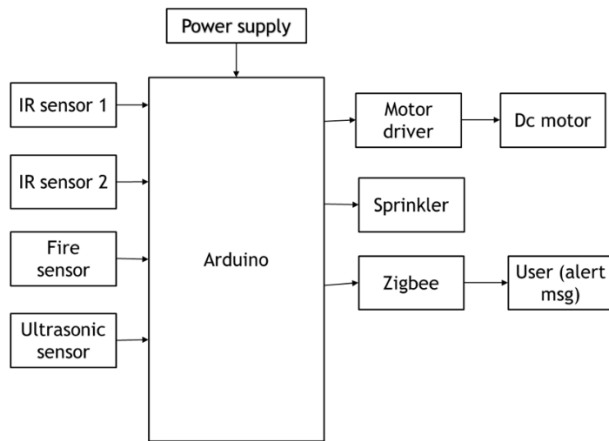 Power supply
IR sensor 1
IR sensor 2
Fire
sensor
Ultrasonic
sensor
Arduino
Motor
driver
Dc motor
Sprinkler
Zigbee
User (alert
msg)